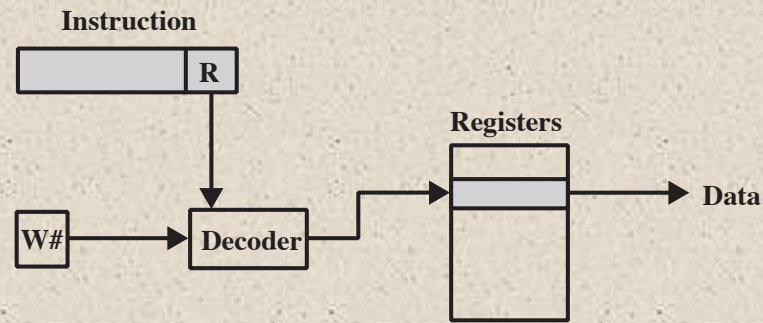 Instruction
R
Registers
Data
W#
Decoder